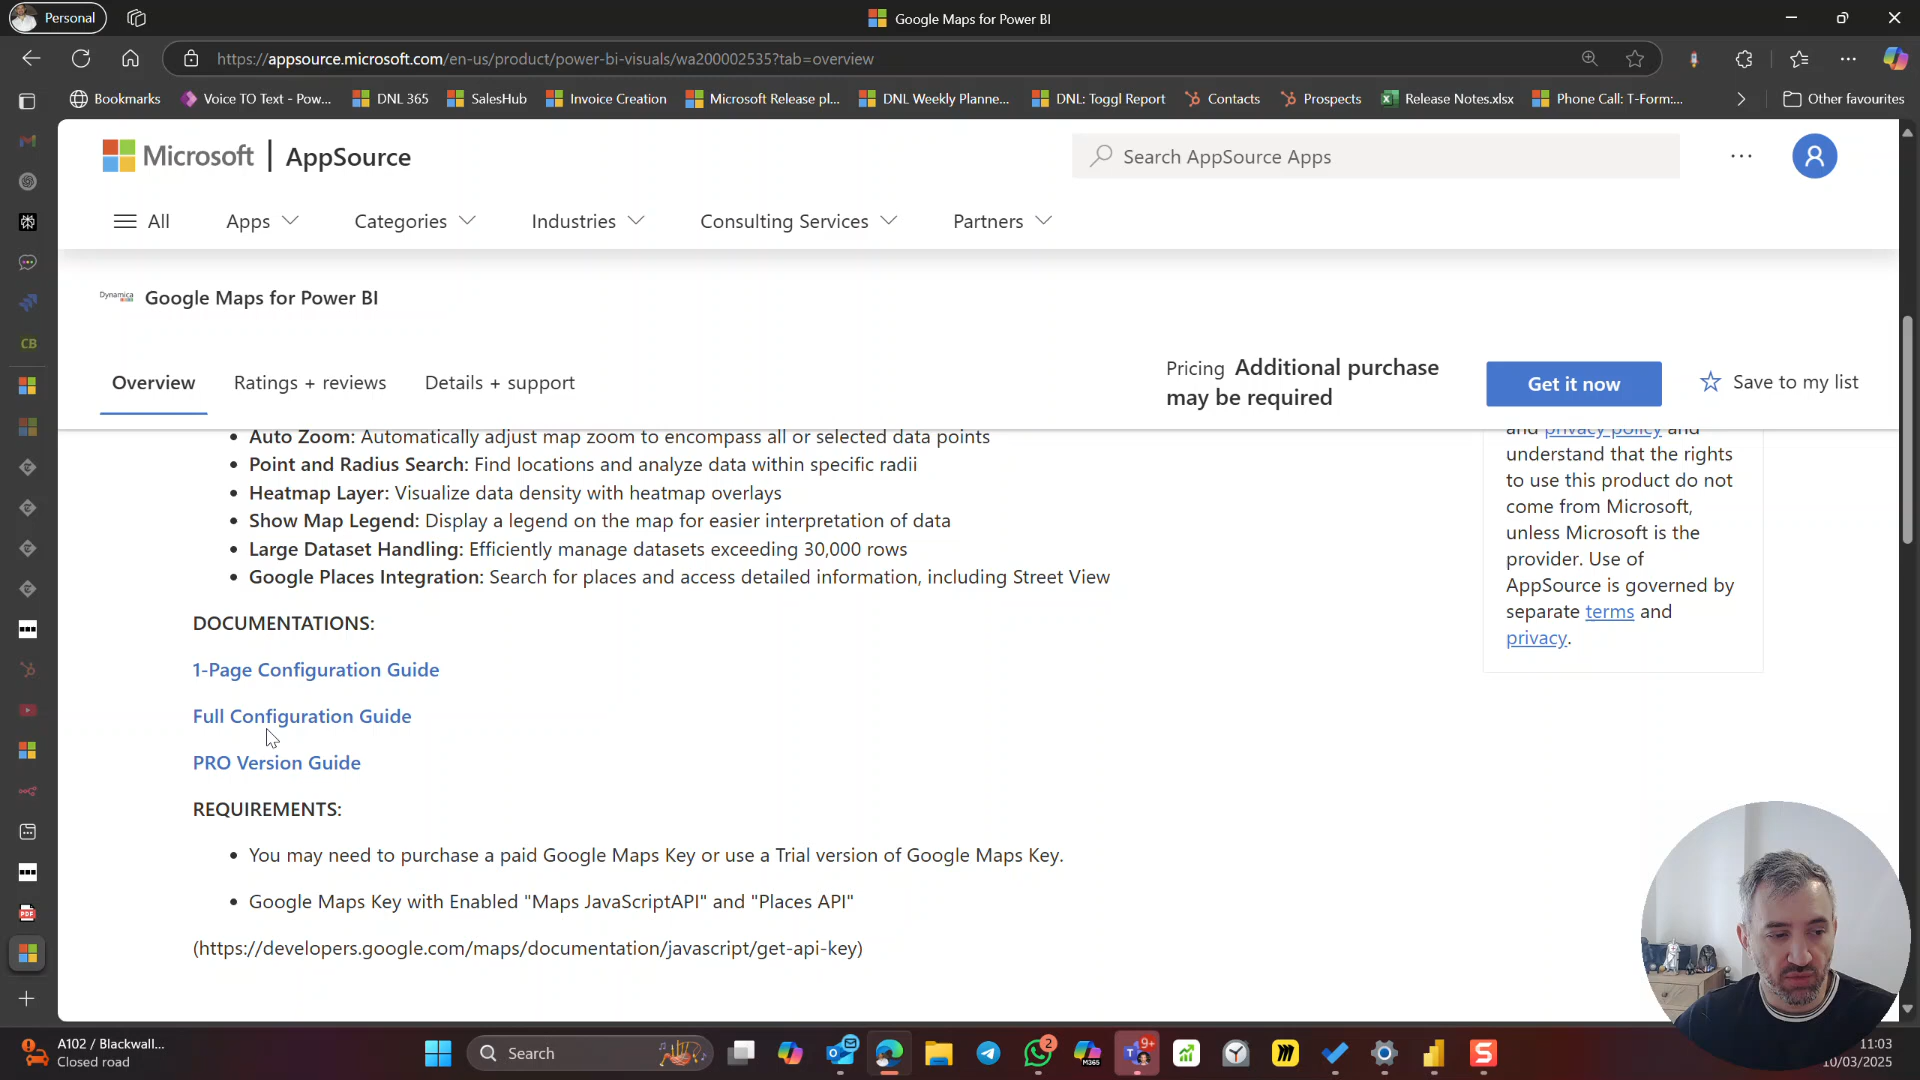 Personal
Google Maps for Power BI
https://appsource.microsoft.com/en-us/product/power-bi-visuals/wa200002535?tab=overview
Bookmarks
Voice TO Text - Pow...
DNL 365
SalesHub
Invoice Creation
Microsoft Release pl...
DNL Weekly Planne...
DNL: Toggl Report
Contacts
Prospects
Release Notes.xlsx
Phone Call: T-Form:...
Other favourites
Microsoft | AppSource
Search AppSource Apps
All
Apps
Categories
Industries
Consulting Services
Partners
Dynamica
Google Maps for Power BI
Overview
Ratings + reviews
Details + support
Pricing Additional purchase
may be required
Get it now
Save to my list
• Auto Zoom: Automatically adjust map zoom to encompass all or selected data points
• Point and Radius Search: Find locations and analyze data within specific radii
• Heatmap Layer: Visualize data density with heatmap overlays
• Show Map Legend: Display a legend on the map for easier interpretation of data
• Large Dataset Handling: Efficiently manage datasets exceeding 30,000 rows
• Google Places Integration: Search for places and access detailed information, including Street View
DOCUMENTATIONS:
1-Page Configuration Guide
Full Configuration Guide
PRO Version Guide
REQUIREMENTS:
• You may need to purchase a paid Google Maps Key or use a Trial version of Google Maps Key.
• Google Maps Key with Enabled "Maps JavaScriptAPI" and "Places API"
(https://developers.google.com/maps/documentation/javascript/get-api-key)
and privacy policy and
understand that the rights
to use this product do not
come from Microsoft,
unless Microsoft is the
provider. Use of
AppSource is governed by
separate terms and
privacy.
CB
PDF
A102 / Blackwall...
Closed road
Search
2
M365
9+
11:03
10/03/2025